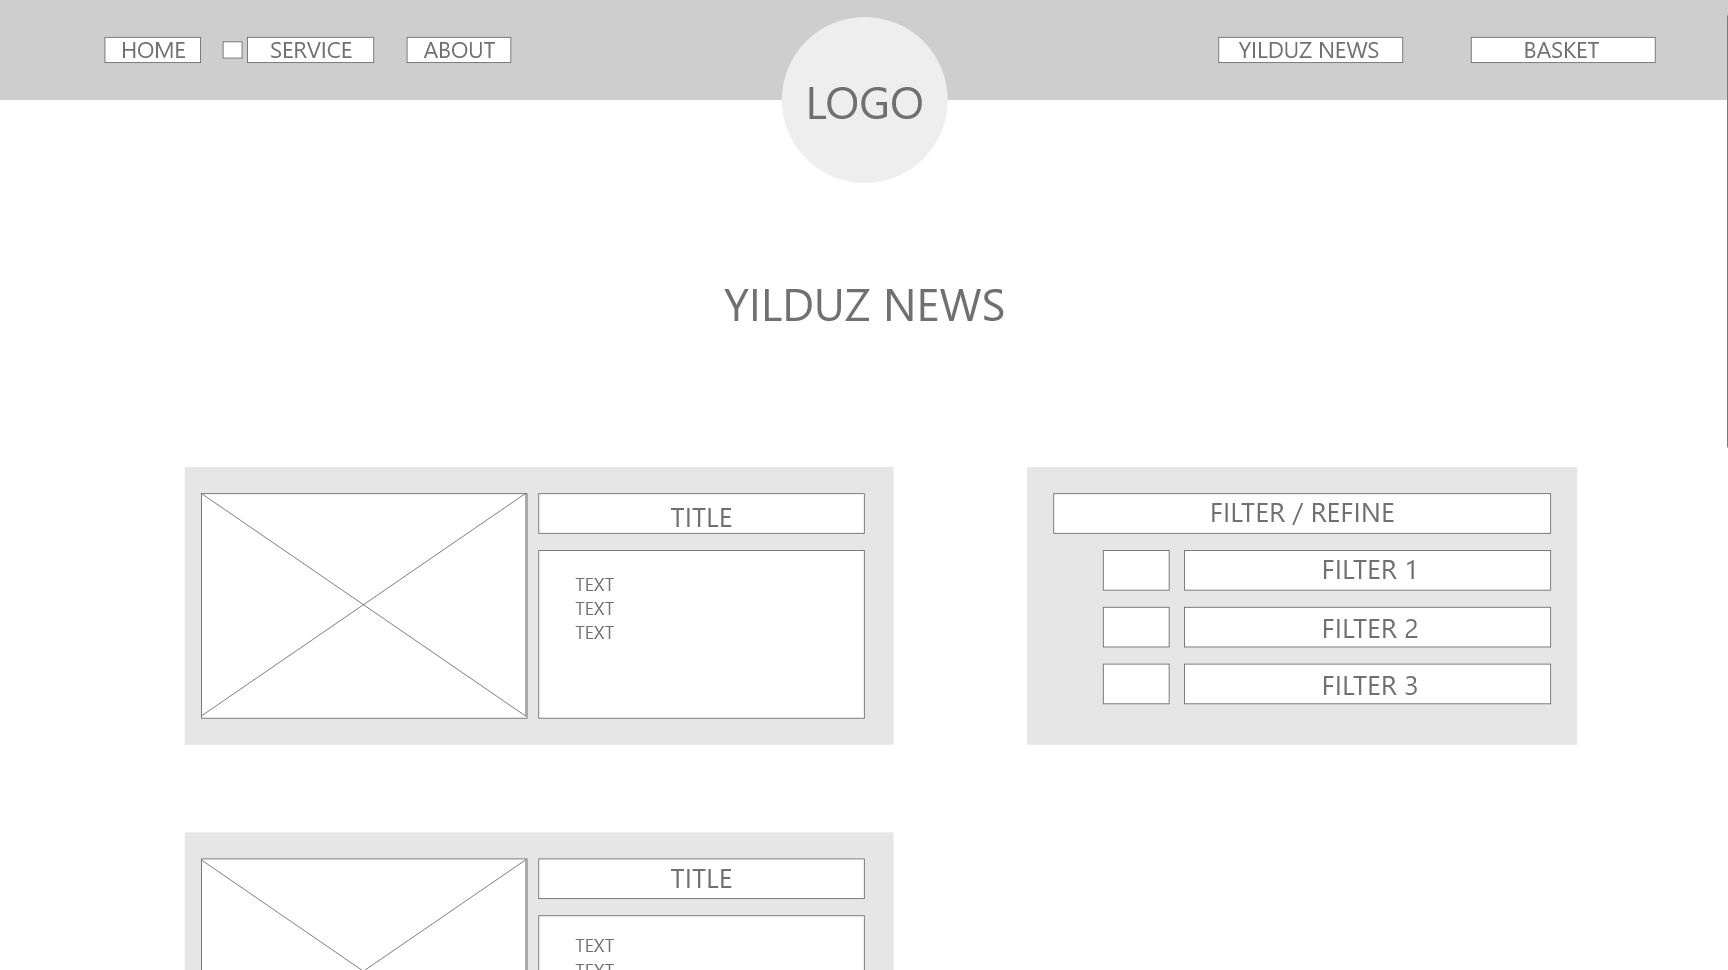 HOME
SERVICE
ABOUT
LOGO
YILDUZ NEWS
BASKET
YILDUZ NEWS
TITLE
TEXT
TEXT
TEXT
FILTER / REFINE
FILTER 1
FILTER 2
FILTER 3
TITLE
TEXT
TEXT